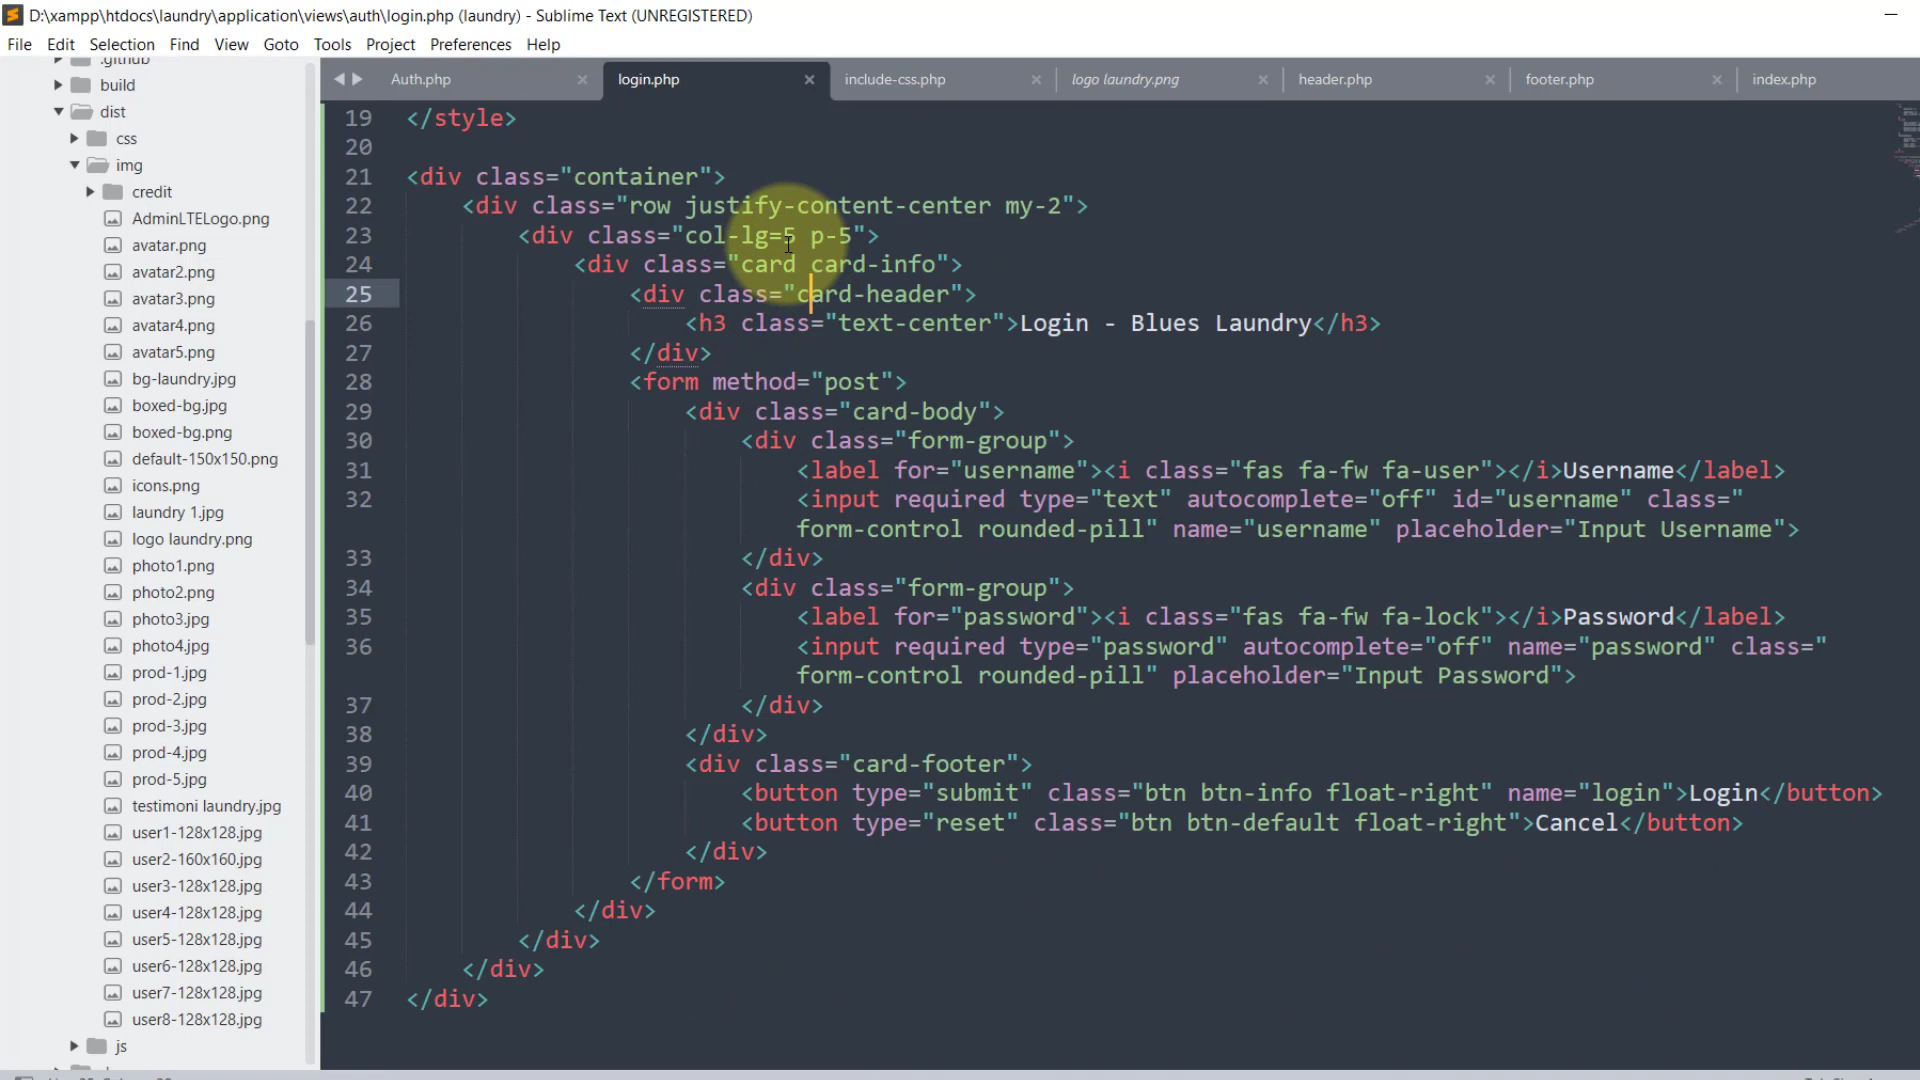 D:\xampp\htdocs\laundry\application\views\auth\login.php (laundry) - Sublime Text (UNREGISTERED)
File Edit Selection Find View Goto Tools Project Preferences Help
.github
build
dist
css
img
credit
AdminLTELogo.png
avatar.png
avatar2.png
avatar3.png
avatar4.png
avatar5.png
bg-laundry.jpg
boxed-bg.jpg
boxed-bg.png
default-150x150.png
icons.png
laundry 1.jpg
logo laundry.png
photo1.png
photo2.png
photo3.jpg
photo4.jpg
prod-1.jpg
prod-2.jpg
prod-3.jpg
prod-4.jpg
prod-5.jpg
testimoni laundry.jpg
user1-128x128.jpg
user2-160x160.jpg
user3-128x128.jpg
user4-128x128.jpg
user5-128x128.jpg
user6-128x128.jpg
user7-128x128.jpg
user8-128x128.jpg
js
Auth.php login.php include-css.php logo laundry.png header.php footer.php index.php
19 </style>
20
21 <div class="container">
22 <div class="row justify-content-center my-2">
23 <div class="col-lg=5 p-5">
24 <div class="card card-info">
25 <div class="card-header">
26 <h3 class="text-center">Login - Blues Laundry</h3>
27 </div>
28 <form method="post">
29 <div class="card-body">
30 <div class="form-group">
31 <label for="username"><i class="fas fa-fw fa-user"></i>Username</label>
32 <input required type="text" autocomplete="off" id="username" class="
form-control rounded-pill" name="username" placeholder="Input Username">
33 </div>
34 <div class="form-group">
35 <label for="password"><i class="fas fa-fw fa-lock"></i>Password</label>
36 <input required type="password" autocomplete="off" name="password" class="
form-control rounded-pill" placeholder="Input Password">
37 </div>
38 </div>
39 <div class="card-footer">
40 <button type="submit" class="btn btn-info float-right" name="login">Login</button>
41 <button type="reset" class="btn btn-default float-right">Cancel</button>
42 </div>
43 </form>
44 </div>
45 </div>
46 </div>
47 </div>